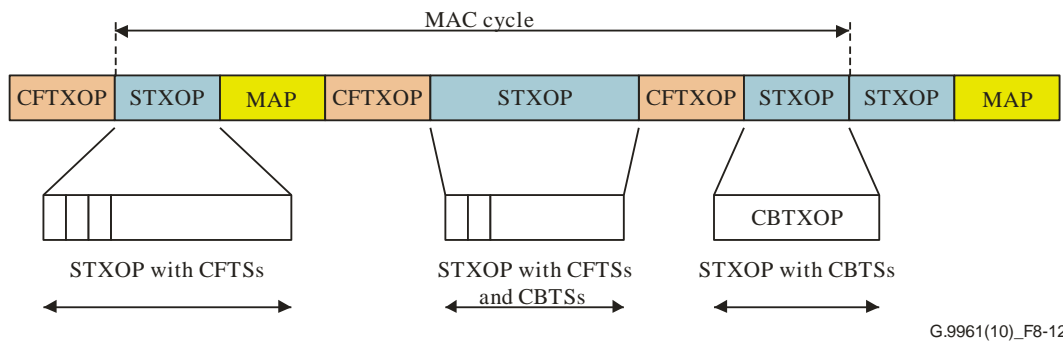 MAC cycle
CFTXOP STXOP MAP CFTXOP STXOP CFTXOP STXOP STXOP MAP
CBTXOP
STXOP with CFTSs STXOP with CFTSs STXOP with CBTSs
and CBTSs
G.9961(10)_F8-12